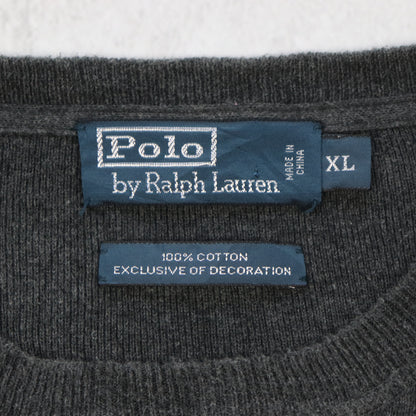 Polo
by Ralph Lauren
MADE IN
CHINA
XL
100% COTTON
EXCLUSIVE OF DECORATION